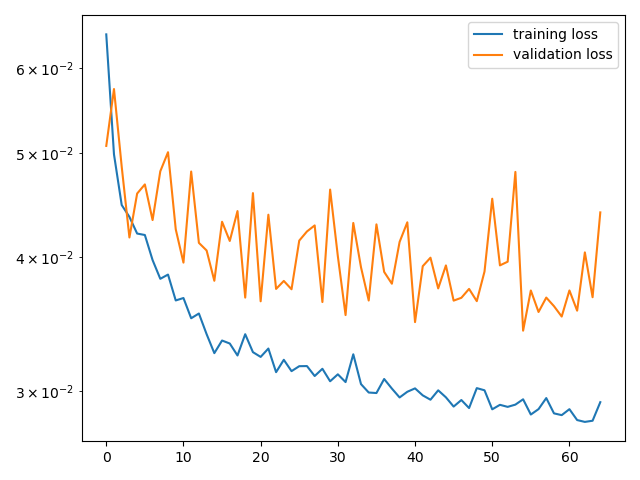 training loss
validation loss
6 × 10⁻²
5 × 10⁻²
4 × 10⁻²
3 × 10⁻²
0 10 20 30 40 50 60